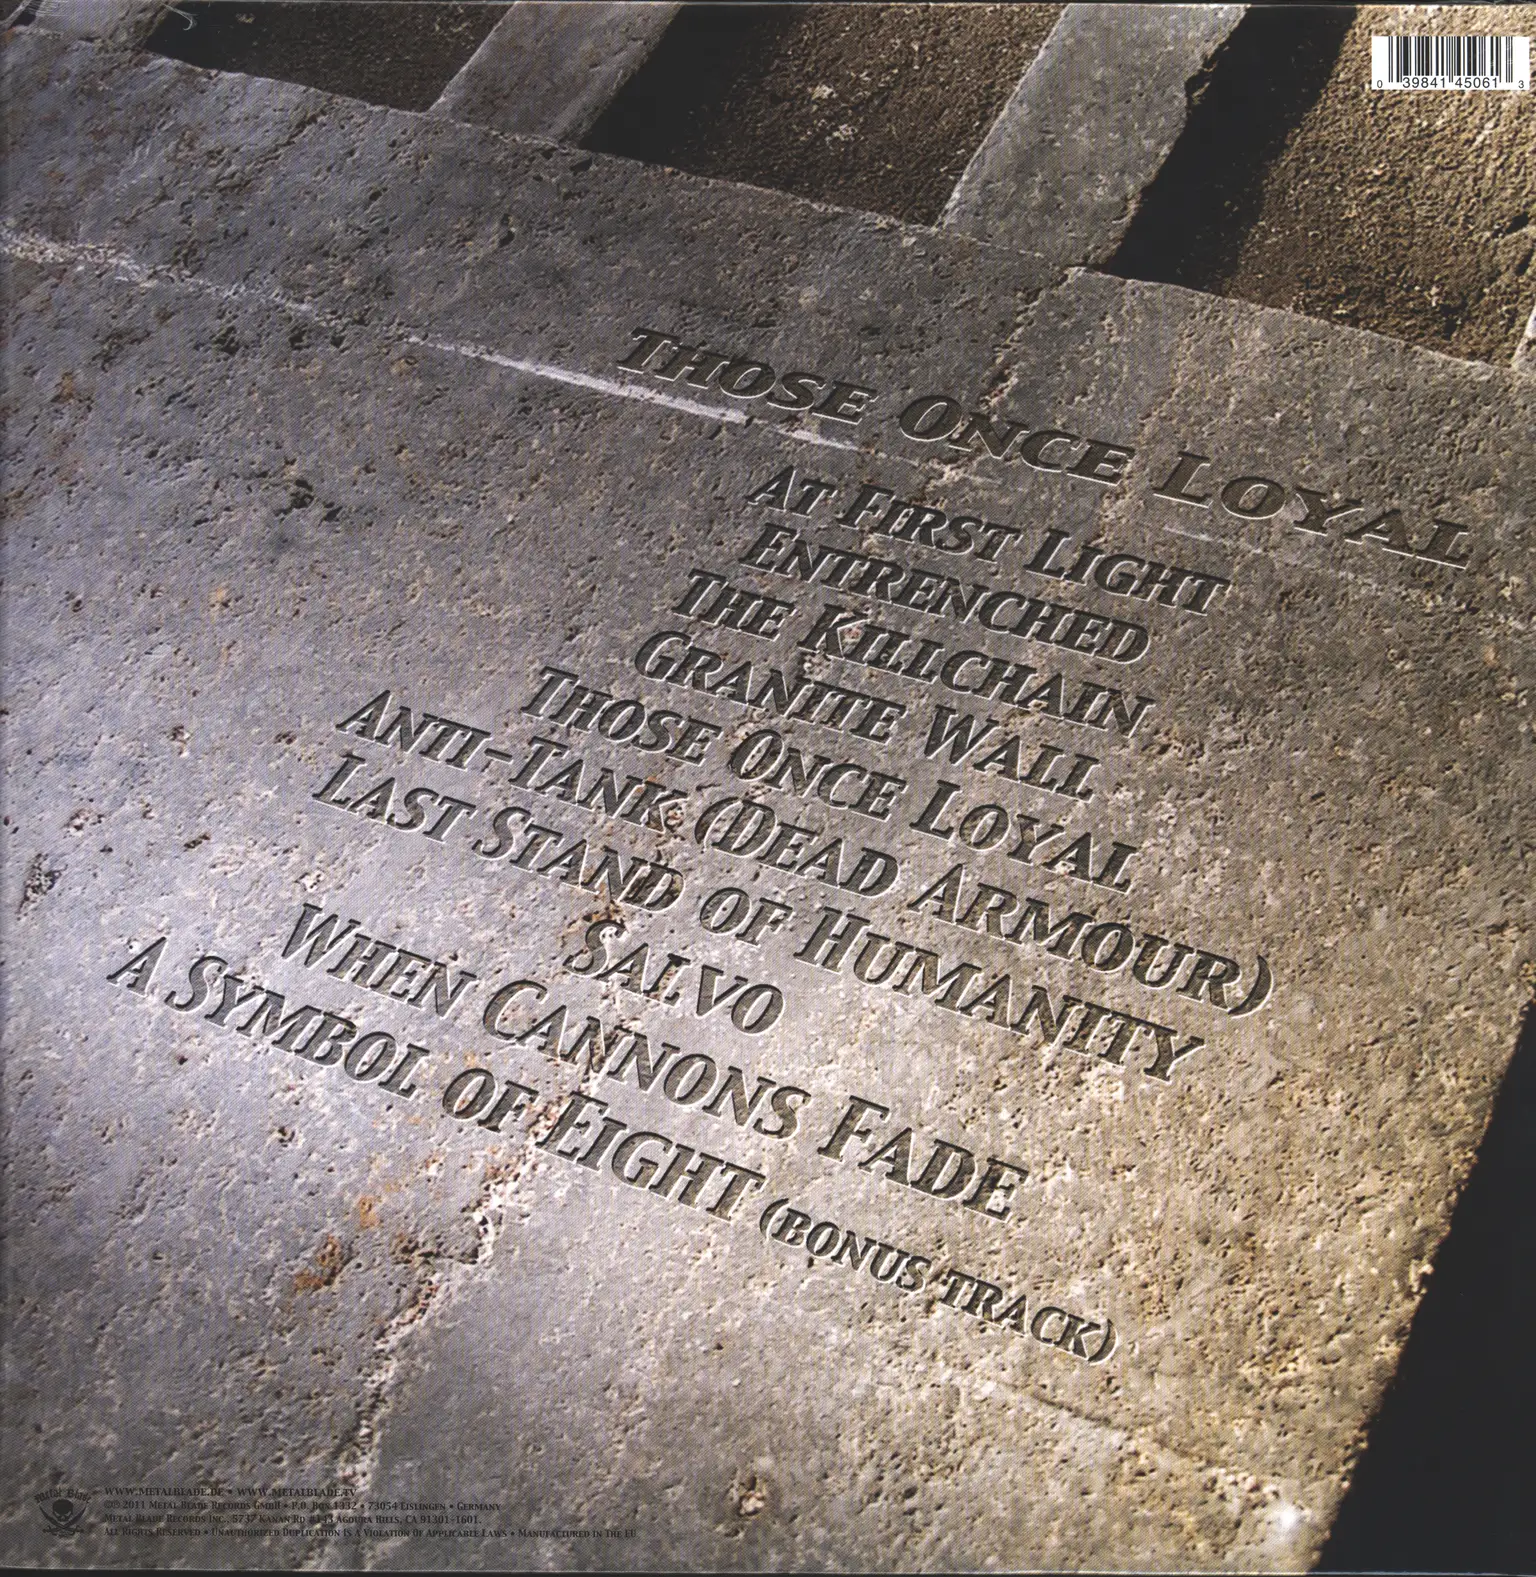 0 39841 45061 3
THOSE ONCE LOYAL
AT FIRST LIGHT
ENTRENCHED
THE KILLCHAIN
GRANITE WALL
THOSE ONCE LOYAL
ANTI-TANK (DEAD ARMOUR)
LAST STAND OF HUMANITY
SALVO
WHEN CANNONS FADE
A SYMBOL OF EIGHT (BONUS TRACK)
Metal Blade
WWW.METALBLADE.DE • WWW.METALBLADE.TV
©℗ 2011 METAL BLADE RECORDS GMBH • P.O. BOX 1332 • 73054 EISLINGEN • GERMANY
METAL BLADE RECORDS INC., 5737 KANAN RD #143 AGOURA HILLS, CA 91301-1601.
ALL RIGHTS RESERVED • UNAUTHORIZED DUPLICATION IS A VIOLATION OF APPLICABLE LAWS • MANUFACTURED IN THE EU